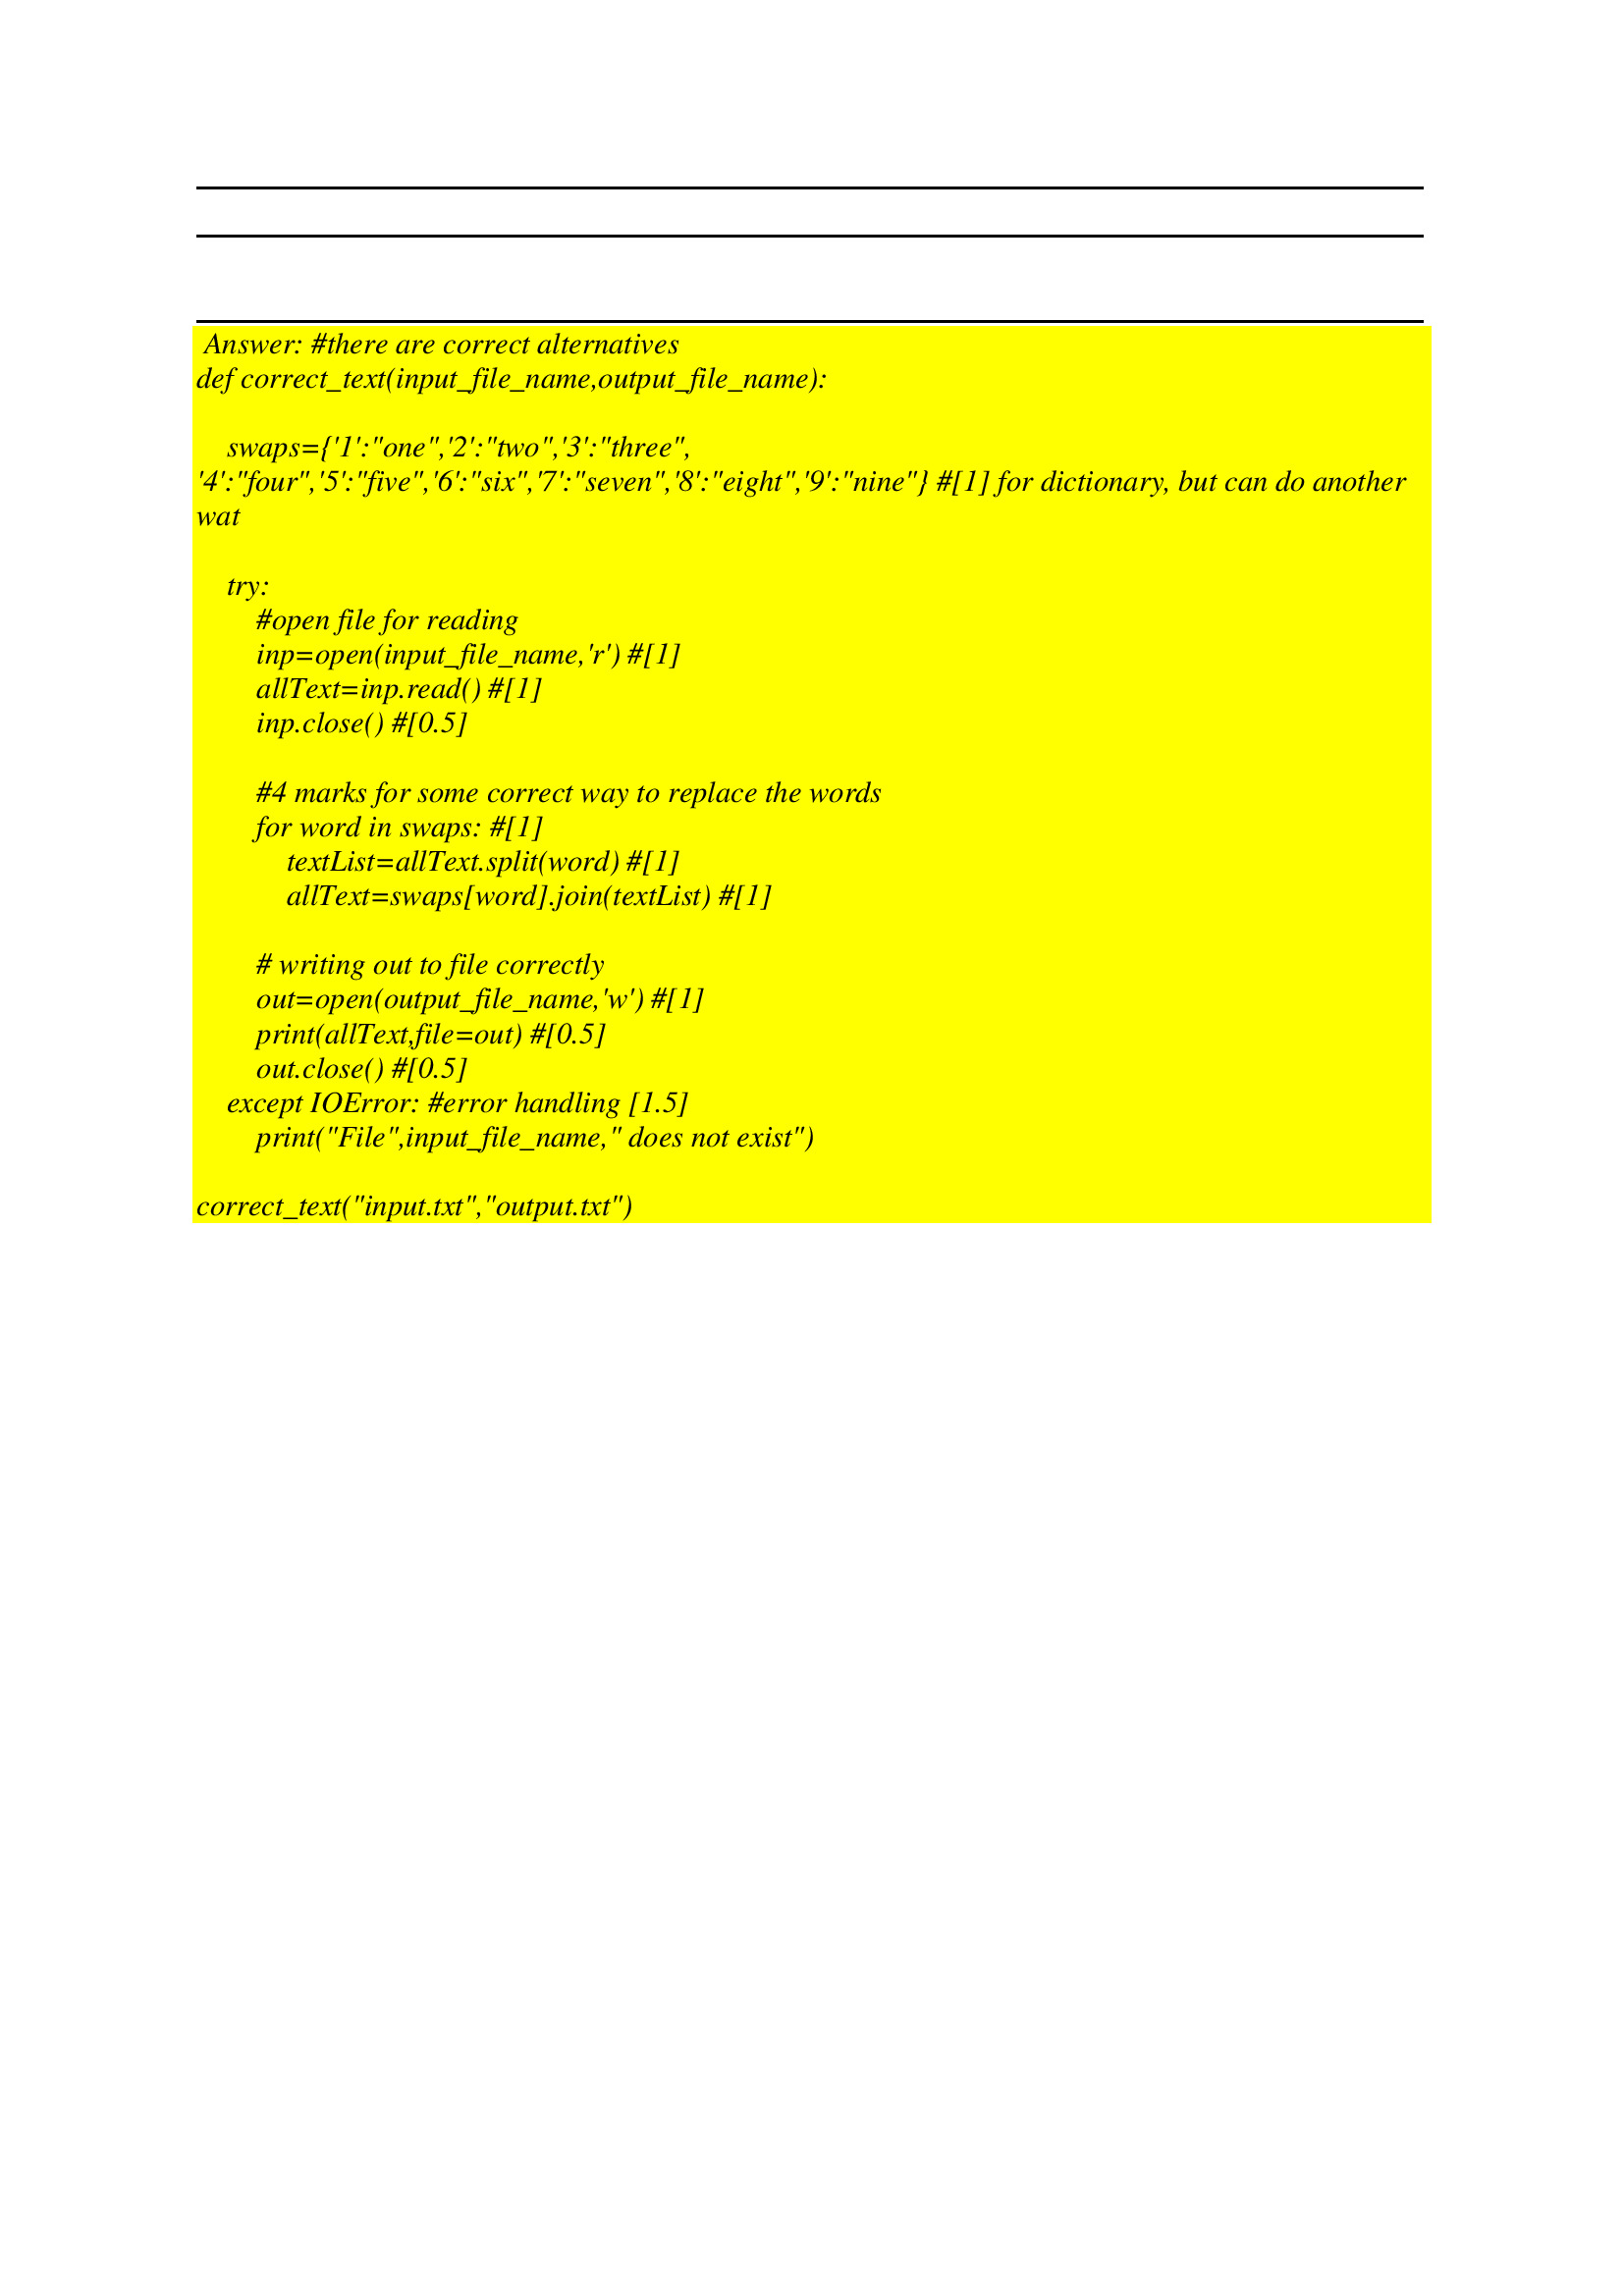 Answer: #there are correct alternatives
def correct_text(input_file_name,output_file_name):
swaps={'1':"one",'2':"two",'3':"three",
'4':"four",'5':"five",'6':"six",'7':"seven",'8':"eight",'9':"nine"} #[1] for dictionary, but can do another
wat
try:
#open file for reading
inp=open(input_file_name,'r') #[1]
allText=inp.read() #[1]
inp.close() #[0.5]
#4 marks for some correct way to replace the words
for word in swaps: #[1]
textList=allText.split(word) #[1]
allText=swaps[word].join(textList) #[1]
# writing out to file correctly
out=open(output_file_name,'w') #[1]
print(allText,file=out) #[0.5]
out.close() #[0.5]
except IOError: #error handling [1.5]
print("File",input_file_name," does not exist")
correct_text("input.txt","output.txt")